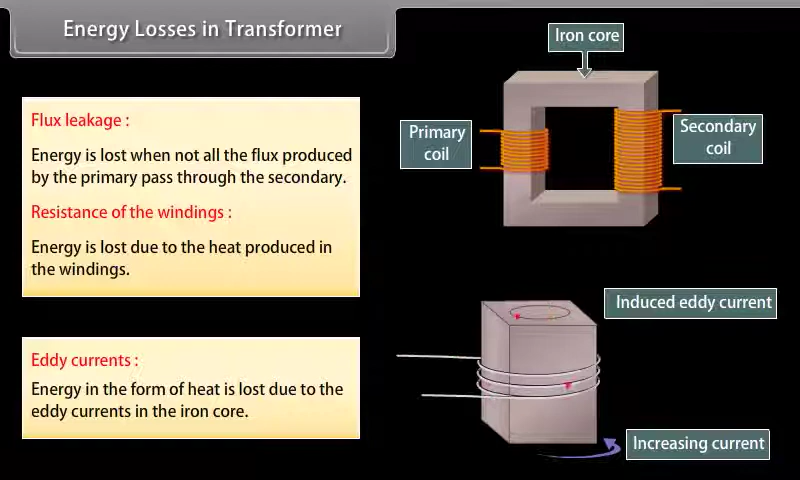 Energy Losses in Transformer
Flux leakage :
Energy is lost when not all the flux produced
by the primary pass through the secondary.
Resistance of the windings :
Energy is lost due to the heat produced in
the windings.
Eddy currents :
Energy in the form of heat is lost due to the
eddy currents in the iron core.
Iron core
Primary
coil
Secondary
coil
Induced eddy current
Increasing current